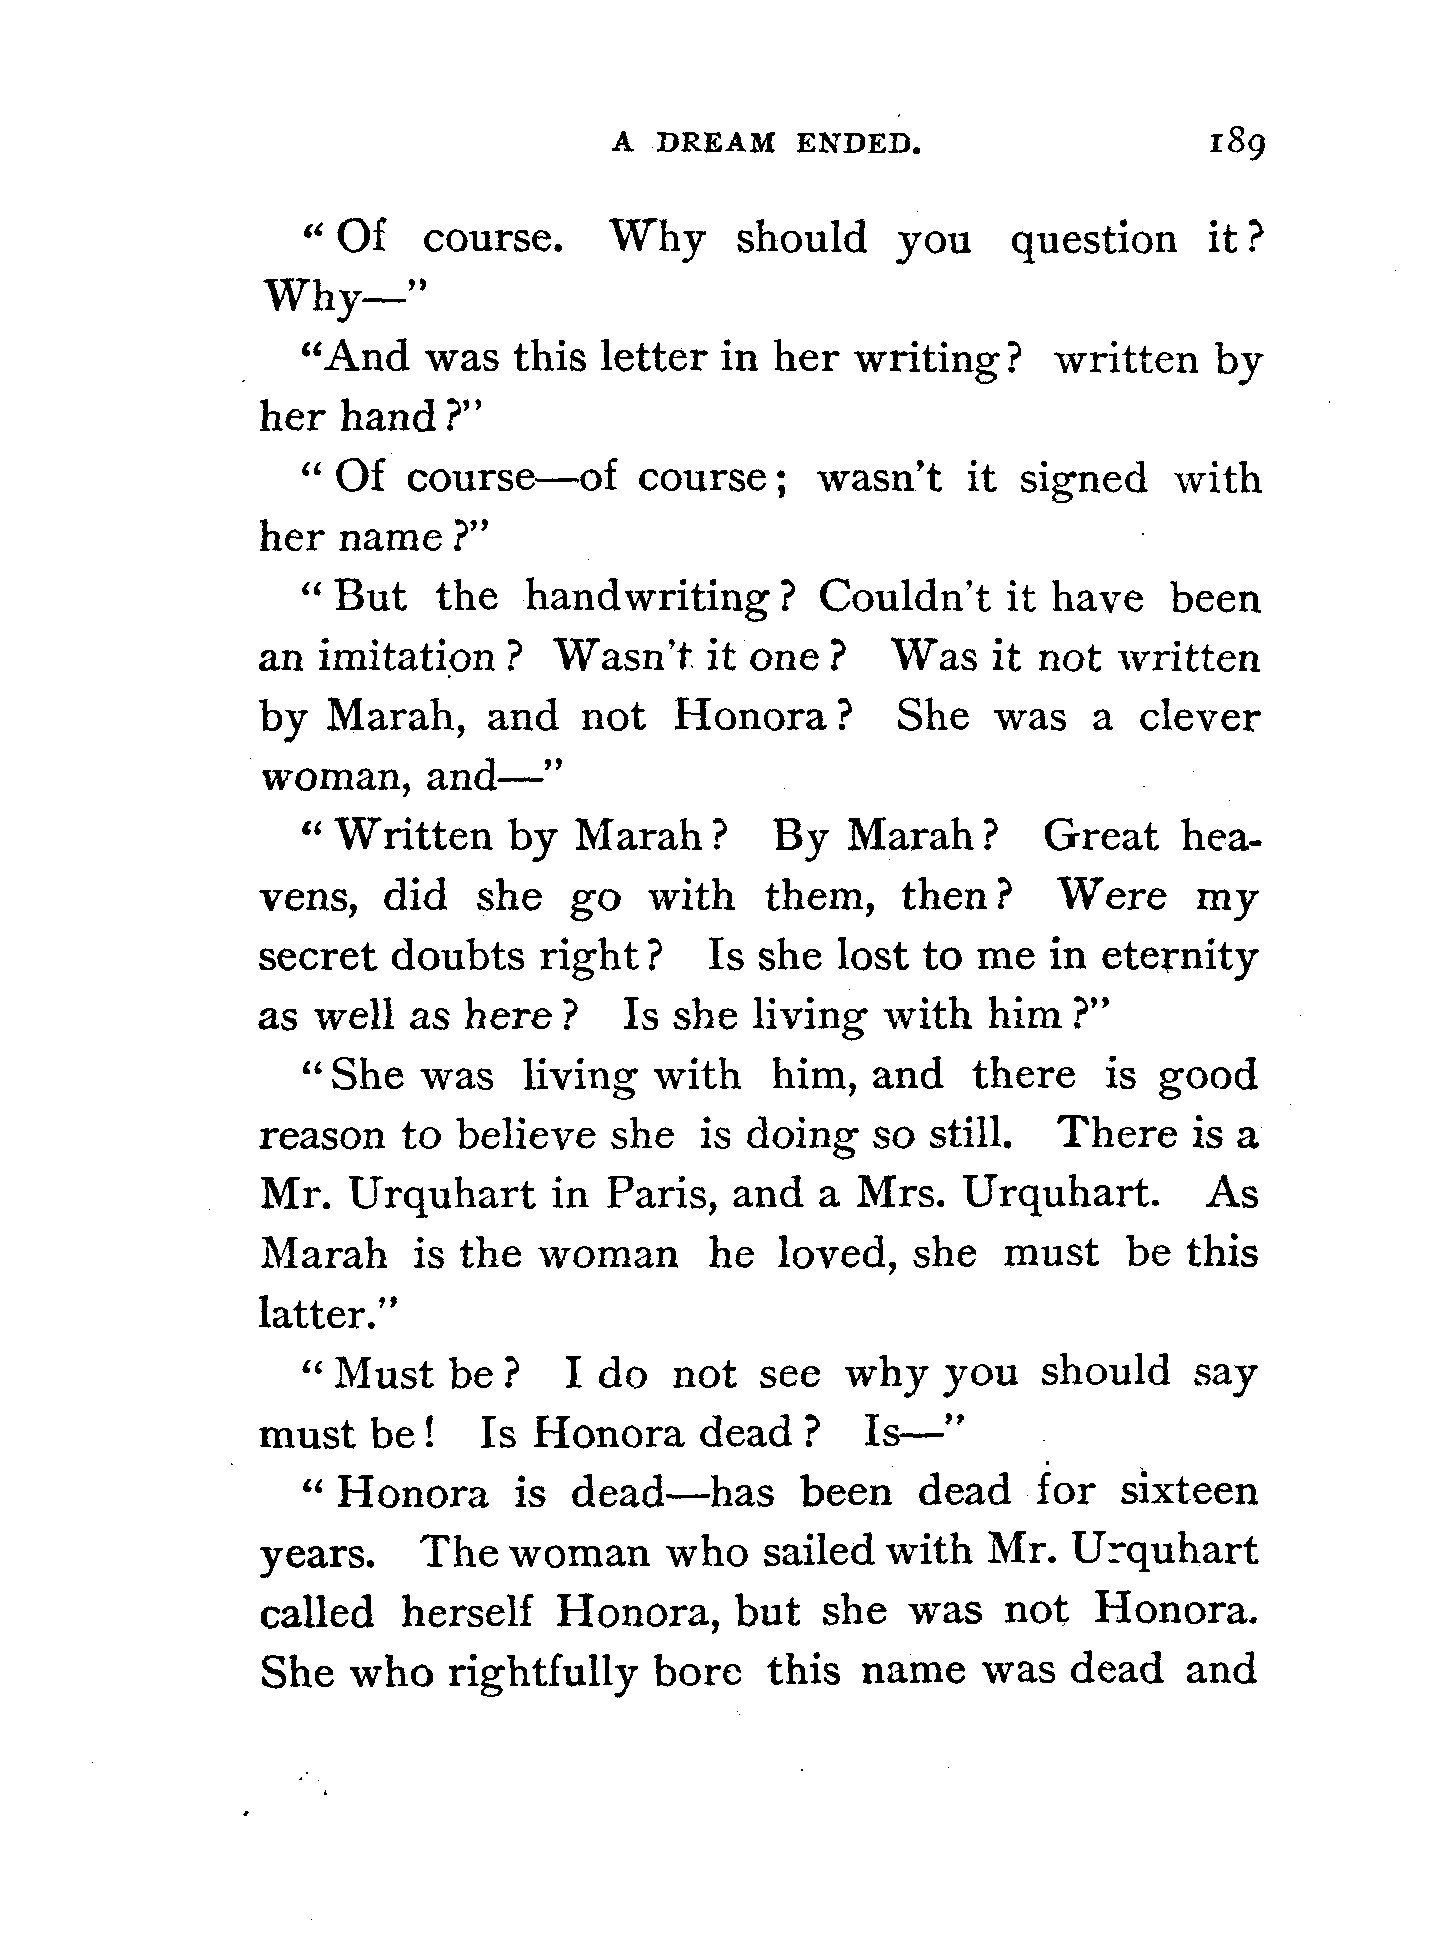 A DREAM ENDED. 189
" Of course. Why should you question it?
Why—"
"And was this letter in her writing? written by
her hand?"
" Of course—of course; wasn't it signed with
her name?"
" But the handwriting? Couldn't it have been
an imitation? Wasn't it one? Was it not written
by Marah, and not Honora? She was a clever
woman, and—"
" Written by Marah? By Marah? Great hea-
vens, did she go with them, then? Were my
secret doubts right? Is she lost to me in eternity
as well as here? Is she living with him?"
"She was living with him, and there is good
reason to believe she is doing so still. There is a
Mr. Urquhart in Paris, and a Mrs. Urquhart. As
Marah is the woman he loved, she must be this
latter."
" Must be? I do not see why you should say
must be! Is Honora dead? Is—"
" Honora is dead—has been dead for sixteen
years. The woman who sailed with Mr. Urquhart
called herself Honora, but she was not Honora.
She who rightfully bore this name was dead and